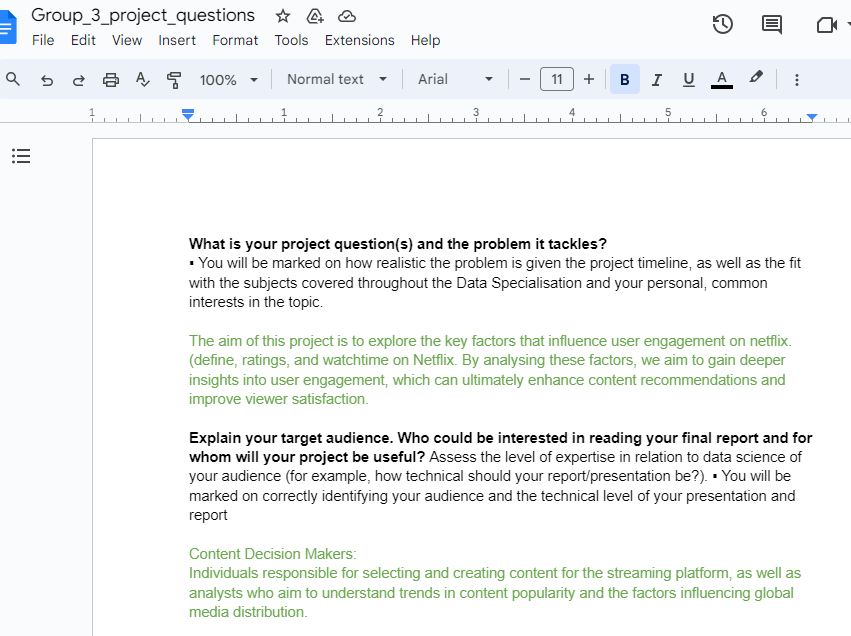 Group_3_project_questions
File Edit View Insert Format Tools Extensions Help
100% Normal text Arial 11 B I U A
1 1 2 3 4 5 6
What is your project question(s) and the problem it tackles?
▪ You will be marked on how realistic the problem is given the project timeline, as well as the fit
with the subjects covered throughout the Data Specialisation and your personal, common
interests in the topic.
The aim of this project is to explore the key factors that influence user engagement on netflix.
(define, ratings, and watchtime on Netflix. By analysing these factors, we aim to gain deeper
insights into user engagement, which can ultimately enhance content recommendations and
improve viewer satisfaction.
Explain your target audience. Who could be interested in reading your final report and for
whom will your project be useful? Assess the level of expertise in relation to data science of
your audience (for example, how technical should your report/presentation be?). ▪ You will be
marked on correctly identifying your audience and the technical level of your presentation and
report
Content Decision Makers:
Individuals responsible for selecting and creating content for the streaming platform, as well as
analysts who aim to understand trends in content popularity and the factors influencing global
media distribution.